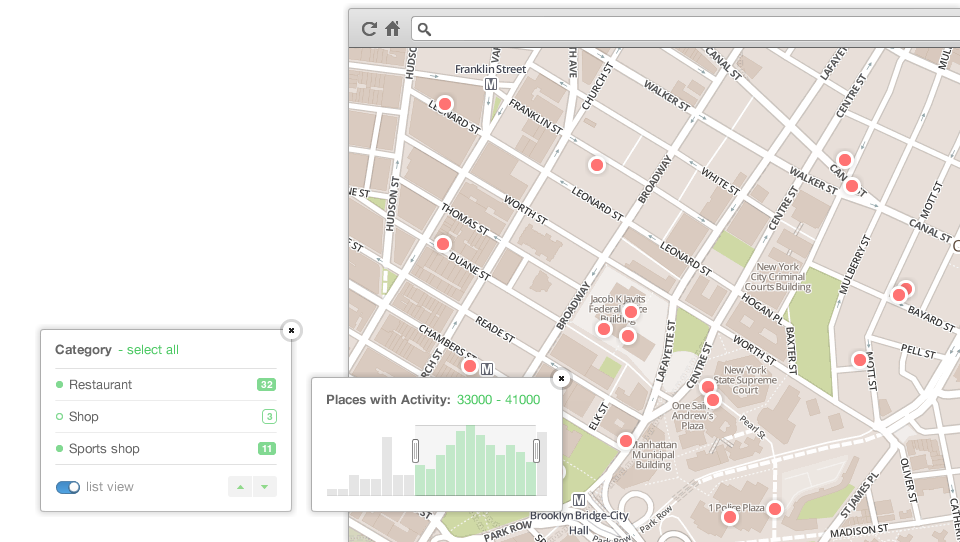 Franklin Street
M
HUDSON ST
LEONARD ST
FRANKLIN ST
CHURCH ST
WALKER ST
CANAL ST
CENTRE ST
BROADWAY
WHITE ST
WALKER ST
CANAL ST
MOTT ST
CANAL ST
LEONARD ST
HUDSON ST
WORTH ST
THOMAS ST
CENTRE ST
LEONARD ST
DUANE ST
New York
City Criminal
Courts Building
MULBERRY ST
BROADWAY
Jacob K Javits
Building
HOGAN PL
BAYARD ST
READE ST
CHAMBERS ST
LAFAYETTE ST
BAXTER ST
WORTH ST
PELL ST
CENTRE ST
MOTT ST
M
New York
State Supreme
Court
ELK ST
Andrew's
Plaza
Pearl St
Manhattan
Municipal
Building
OLIVER ST
ST JAMES PL
1 Police Plaza
M
Brooklyn Bridge-City
Hall
PARK ROW
Park Row
Park Row
MADISON ST
Category - select all
Restaurant 32
Shop 3
Sports shop 11
list view
Places with Activity: 33000 - 41000